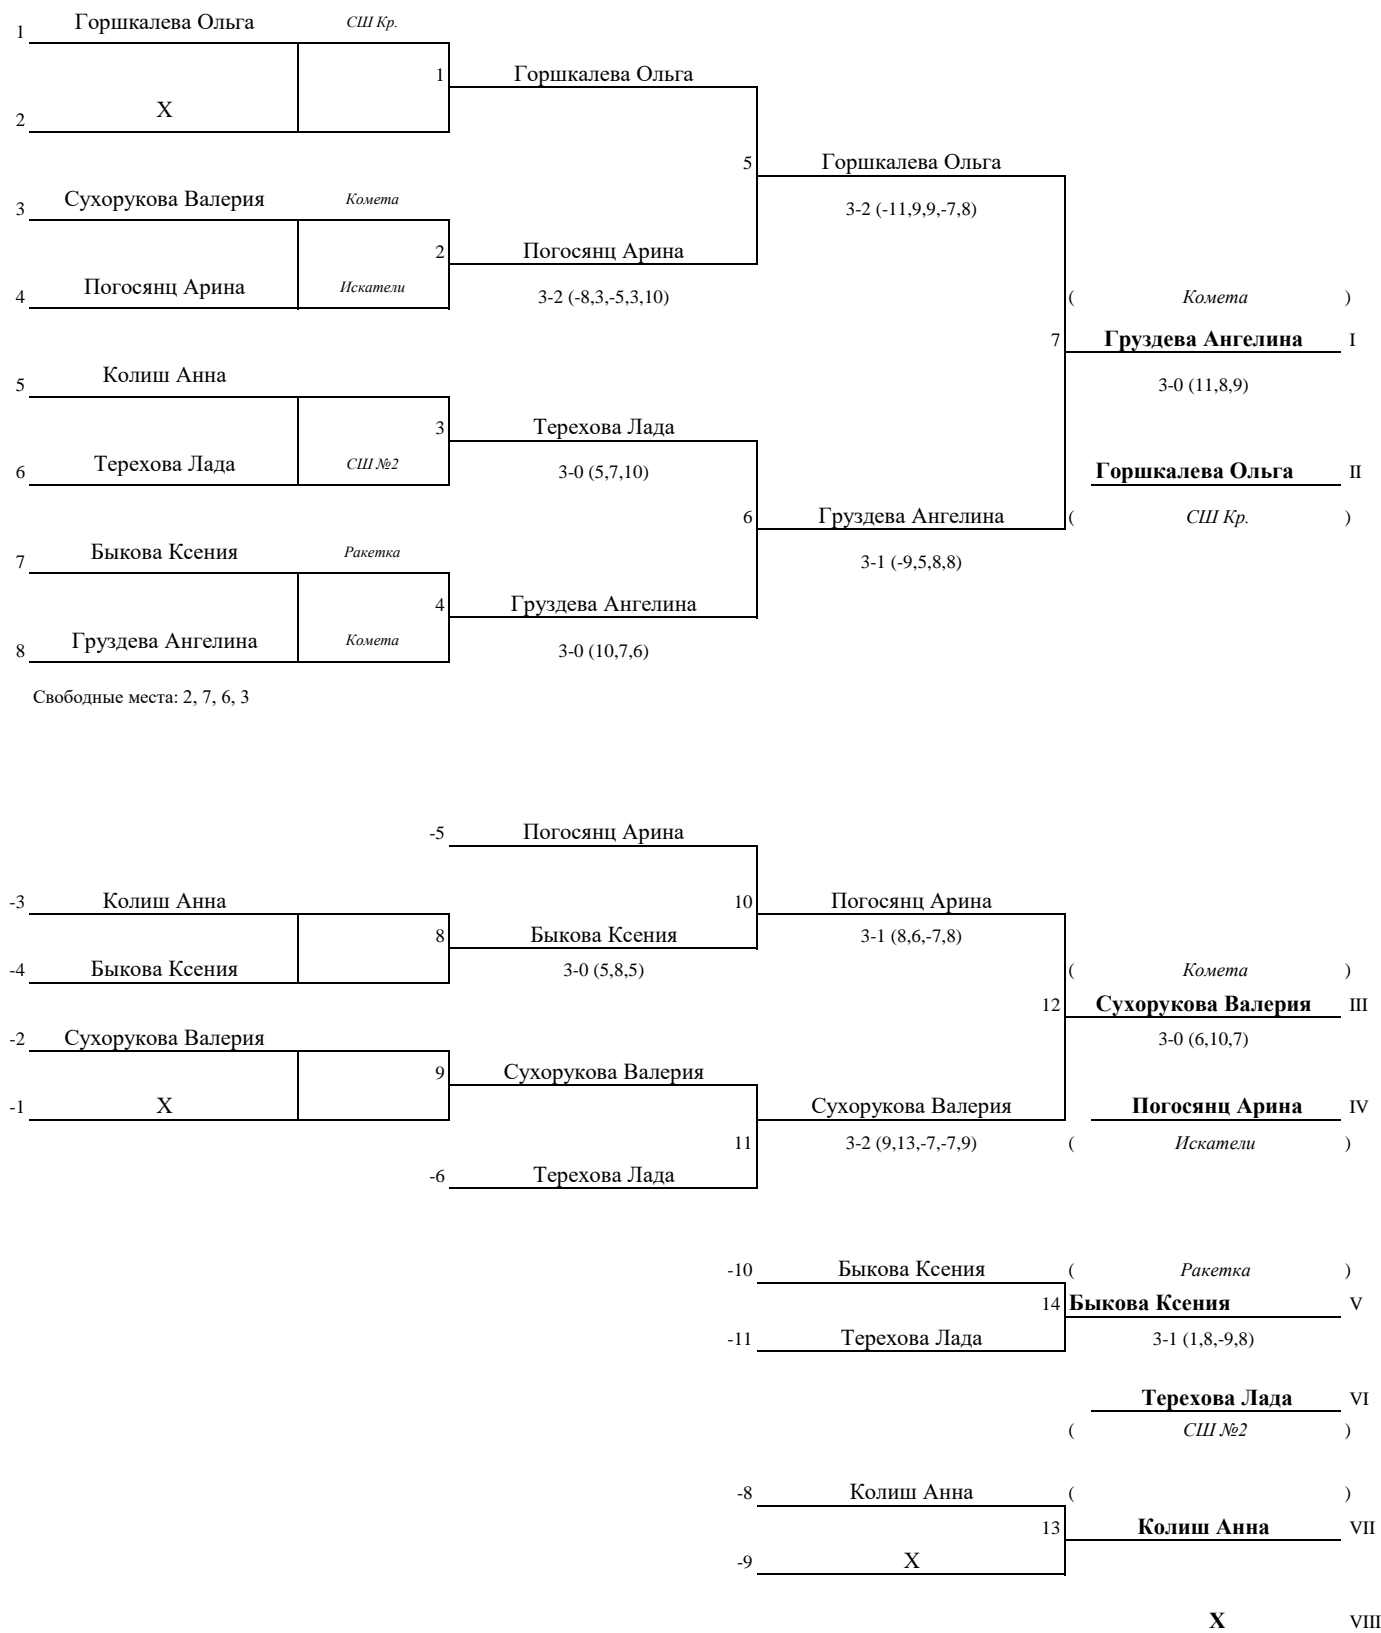 1 Горшкалева Ольга СШ Кр.
1 Горшкалева Ольга
2 X
5 Горшкалева Ольга
3 Сухорукова Валерия Комета
3-2 (-11,9,9,-7,8)
2 Погосянц Арина
4 Погосянц Арина Искатели
3-2 (-8,3,-5,3,10)
( Комета )
7 Груздева Ангелина I
5 Колиш Анна
3-0 (11,8,9)
3 Терехова Лада
6 Терехова Лада СШ №2
3-0 (5,7,10)
Горшкалева Ольга II
6 Груздева Ангелина
( СШ Кр. )
7 Быкова Ксения Ракетка
3-1 (-9,5,8,8)
4 Груздева Ангелина
8 Груздева Ангелина Комета
3-0 (10,7,6)
Свободные места: 2, 7, 6, 3
-5 Погосянц Арина
-3 Колиш Анна
10 Погосянц Арина
8 Быкова Ксения
3-1 (8,6,-7,8)
-4 Быкова Ксения
3-0 (5,8,5)
( Комета )
12 Сухорукова Валерия III
-2 Сухорукова Валерия
3-0 (6,10,7)
9 Сухорукова Валерия
-1 X
Сухорукова Валерия
Погосянц Арина IV
11 3-2 (9,13,-7,-7,9)
( Искатели )
-6 Терехова Лада
-10 Быкова Ксения
( Ракетка )
14 Быкова Ксения V
-11 Терехова Лада
3-1 (1,8,-9,8)
Терехова Лада VI
( СШ №2 )
-8 Колиш Анна
( )
13 Колиш Анна VII
-9 X
X VIII